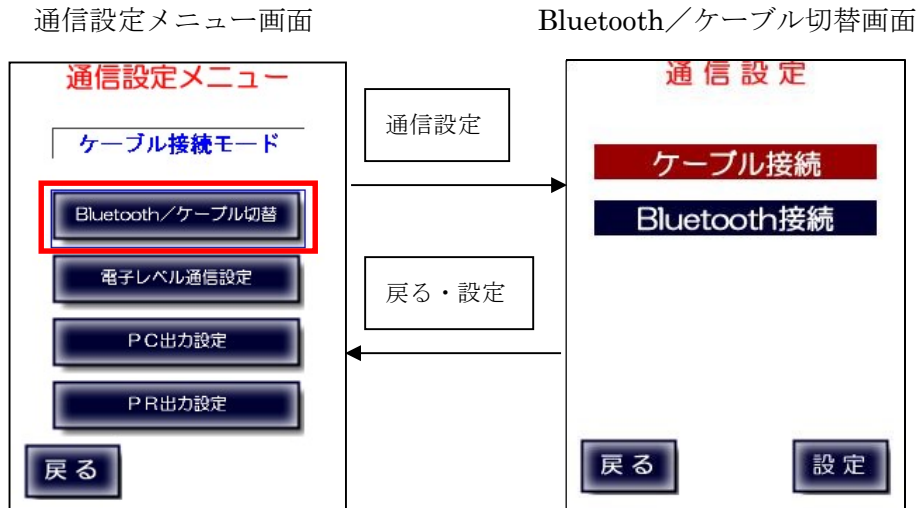 通信設定メニュー画面
Bluetooth／ケーブル切替画面
通信設定メニュー
ケーブル接続モード
Bluetooth／ケーブル切替
電子レベル通信設定
ＰＣ出力設定
ＰＲ出力設定
戻る
通信設定
戻る・設定
通信設定
ケーブル接続
Bluetooth接続
戻る
設定